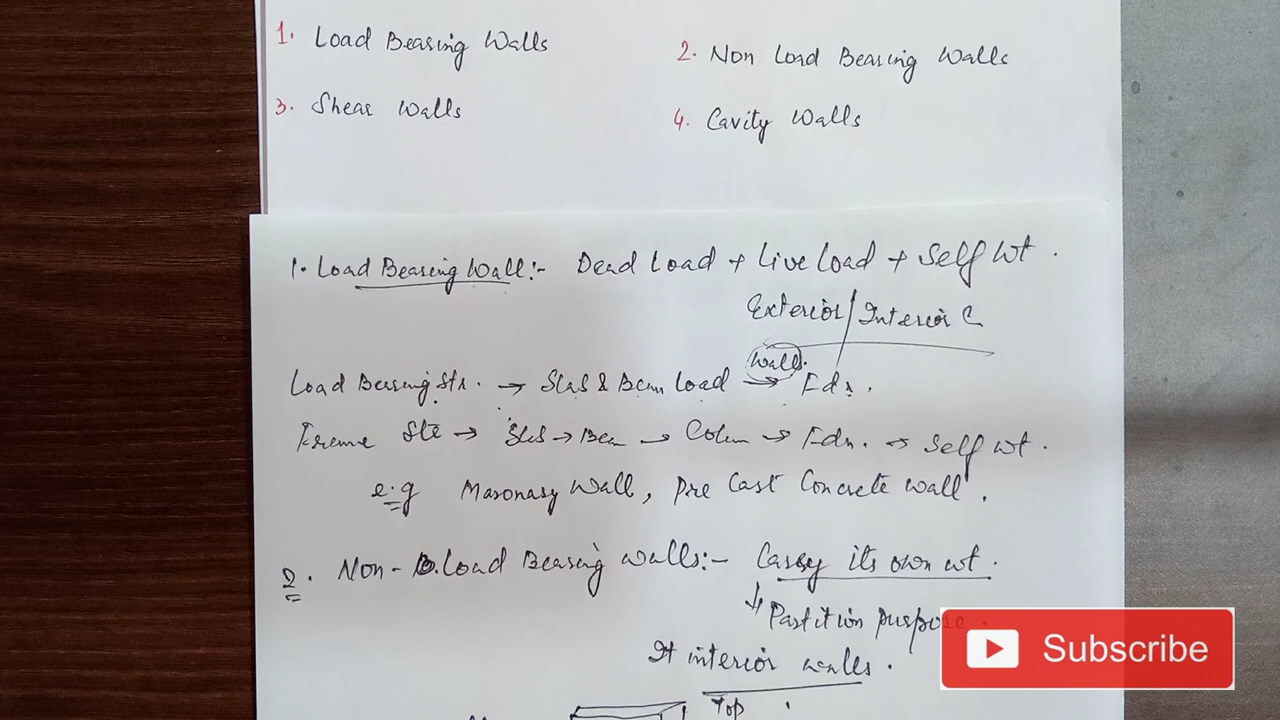 1. Load Bearing Walls
2. Non Load Bearing Walls
3. Shear Walls
4. Cavity Walls
1. Load Bearing Wall:- Dead Load + Live Load + Self Wt.
Exterior/Interior
Wall.
Load Bearing Str. → Slab & Beam Load → Fdn.
Frame Str → Slab → Beam → Colum → Fdn. → Self wt.
e.g Masonary Wall, Pre Cast Concrete wall.
2. Non-Load Bearing walls:- Carry its own wt.
↳ Partition purpose.
It interior walls.
Top
Subscribe